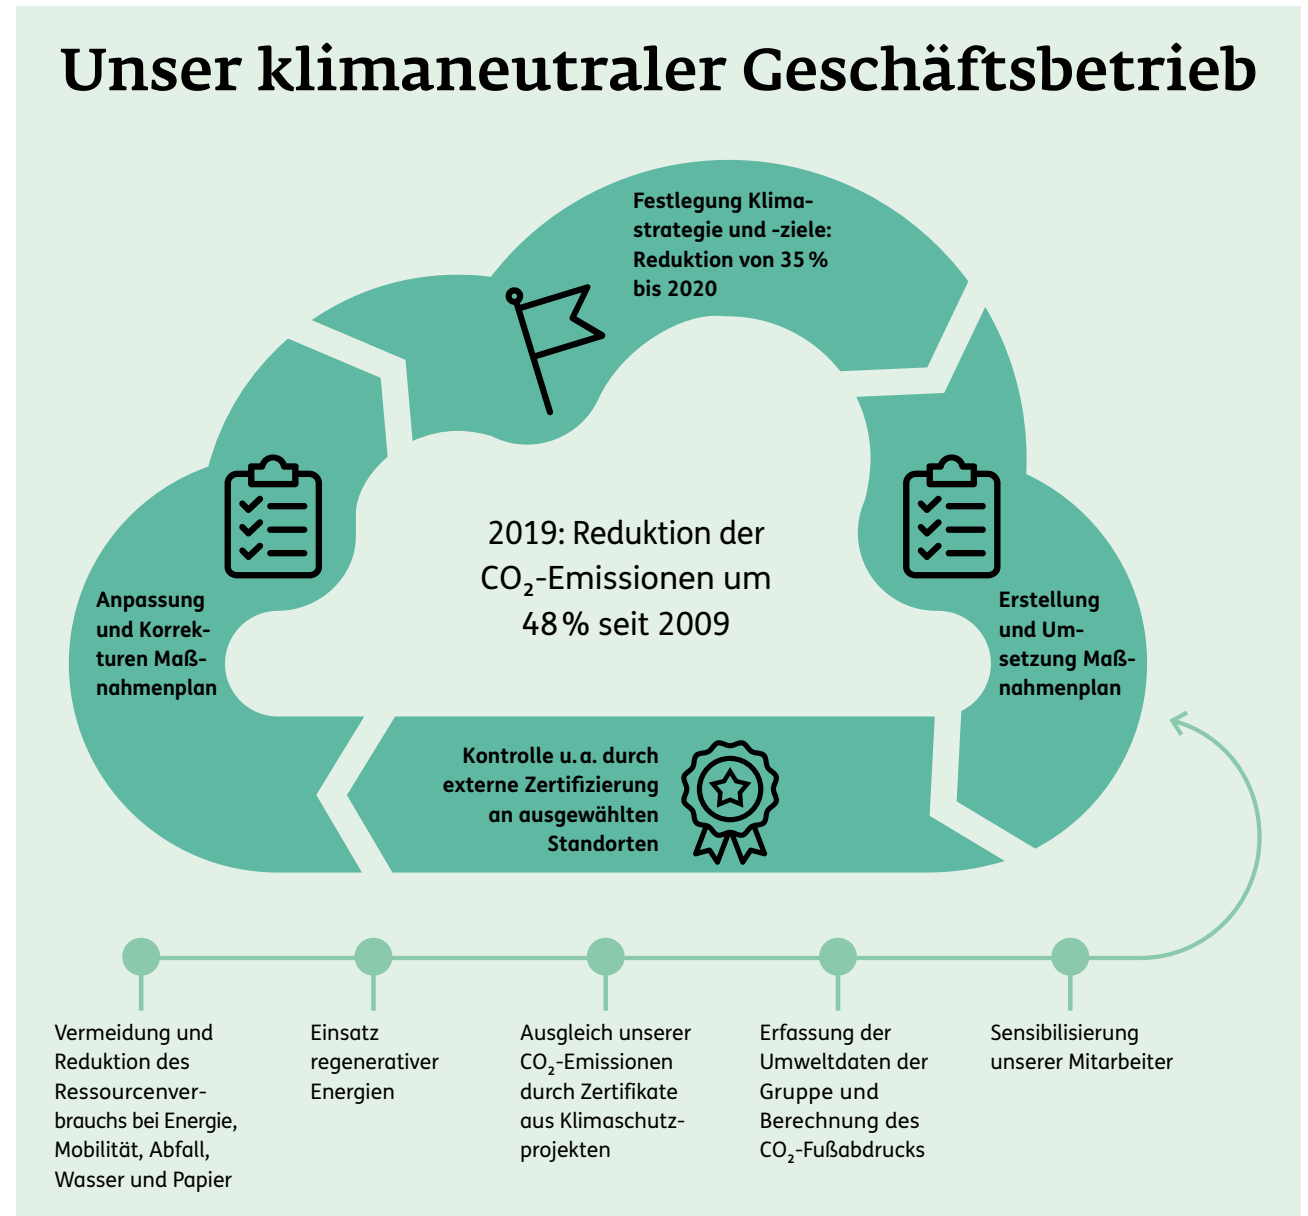 Unser klimaneutraler Geschäftsbetrieb
Festlegung Klima-
strategie und -ziele:
Reduktion von 35 %
bis 2020
Erstellung
und Um-
setzung Maß-
nahmenplan
Kontrolle u. a. durch
externe Zertifizierung
an ausgewählten
Standorten
Anpassung
und Korrek-
turen Maß-
nahmenplan
2019: Reduktion der
CO₂-Emissionen um
48 % seit 2009
Vermeidung und
Reduktion des
Ressourcenver-
brauchs bei Energie,
Mobilität, Abfall,
Wasser und Papier
Einsatz
regenerativer
Energien
Ausgleich unserer
CO₂-Emissionen
durch Zertifikate
aus Klimaschutz-
projekten
Erfassung der
Umweltdaten der
Gruppe und
Berechnung des
CO₂-Fußabdrucks
Sensibilisierung
unserer Mitarbeiter